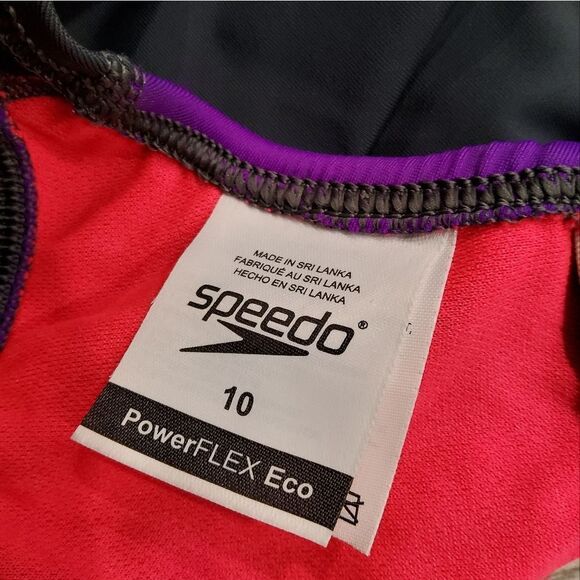 MADE IN SRI LANKA
FABRIQUÉ AU SRI LANKA
HECHO EN SRI LANKA
speedo®
10
PowerFLEX Eco